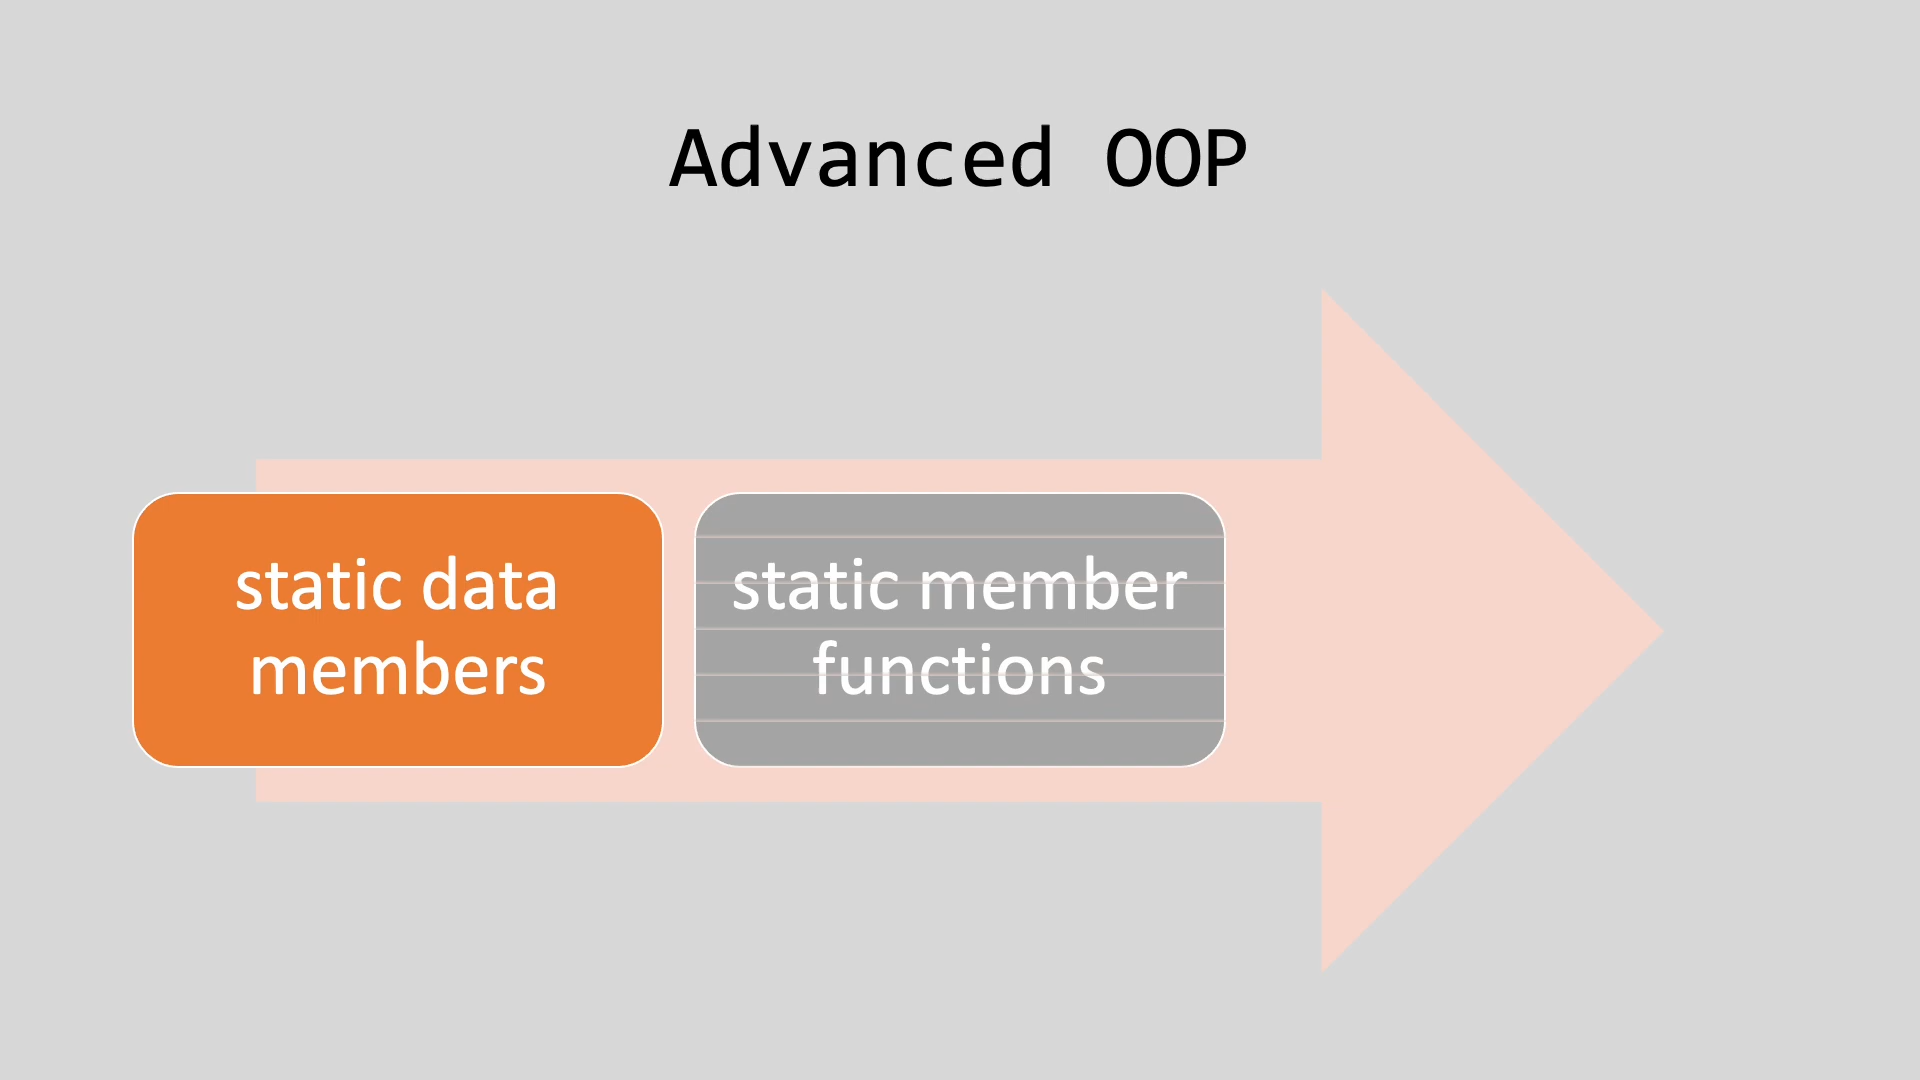 Advanced OOP
static data
members
static member
functions